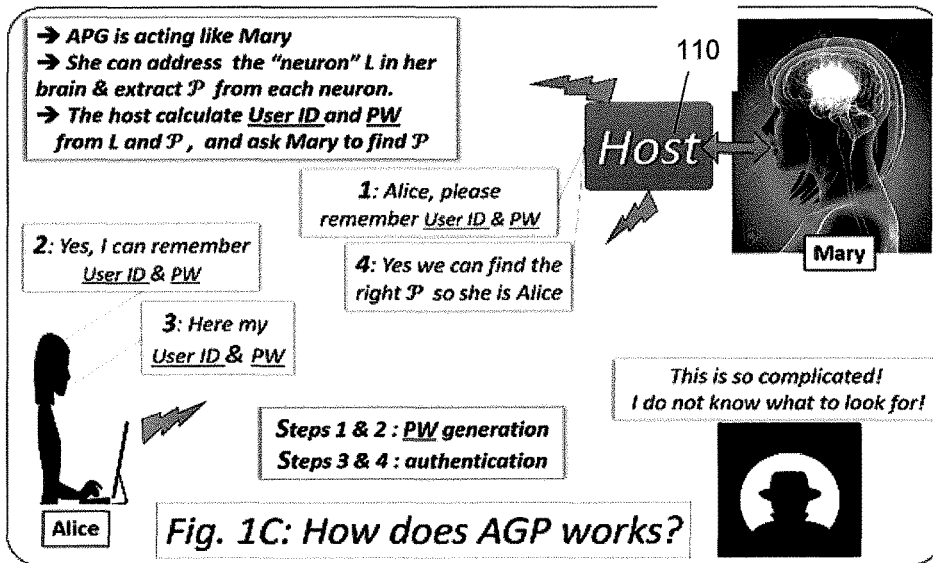 ➔ APG is acting like Mary
➔ She can address the "neuron" L in her
brain & extract 𝒫 from each neuron.
➔ The host calculate User ID and PW
from L and 𝒫, and ask Mary to find 𝒫
110
Host
Mary
1: Alice, please
remember User ID & PW
2: Yes, I can remember
User ID & PW
4: Yes we can find the
right 𝒫 so she is Alice
3: Here my
User ID & PW
This is so complicated!
I do not know what to look for!
Steps 1 & 2 : PW generation
Steps 3 & 4 : authentication
Alice
Fig. 1C: How does AGP works?